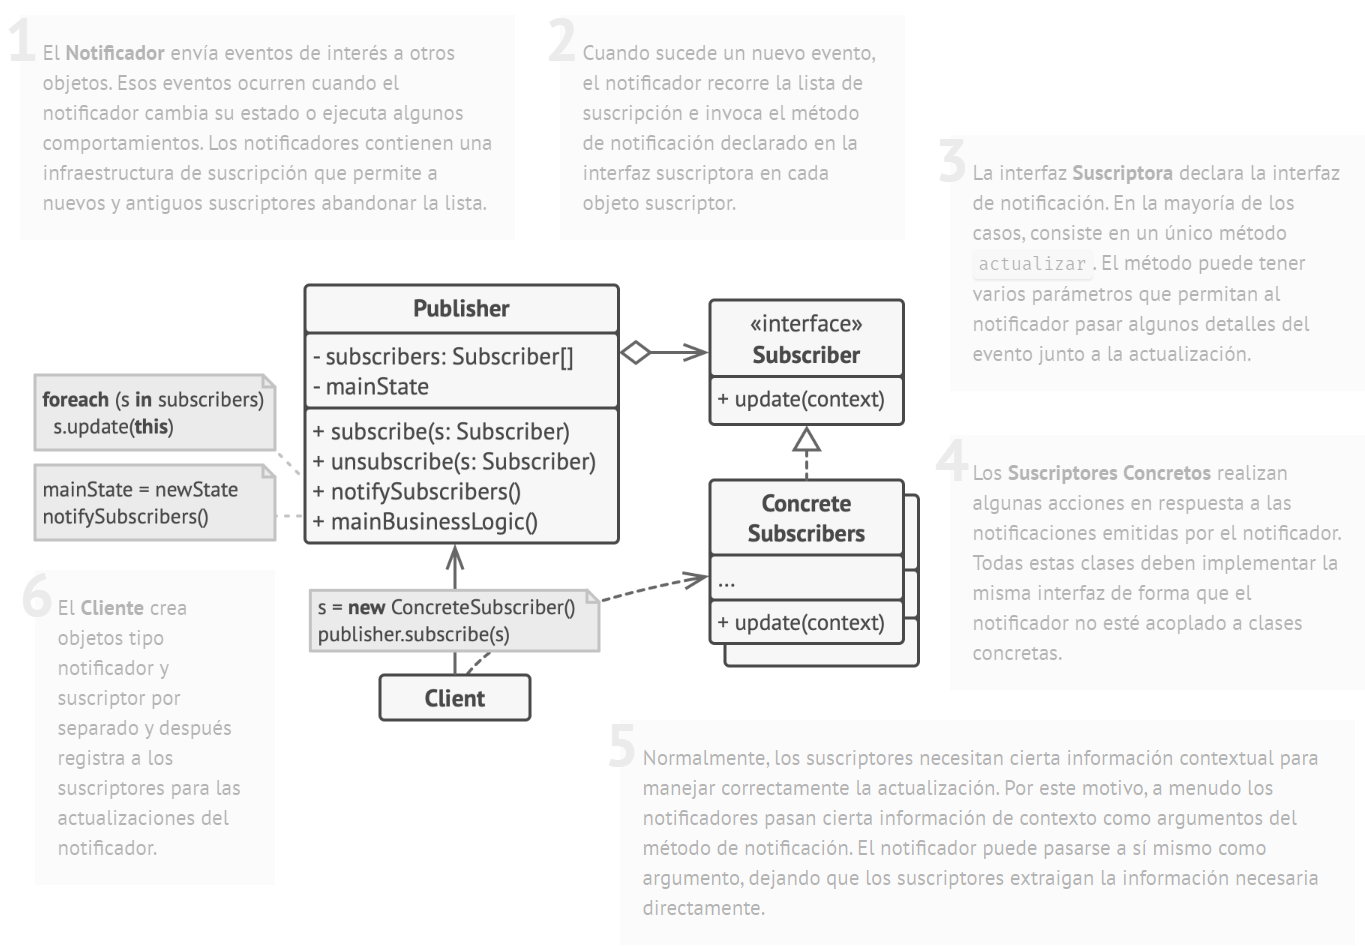 1
El Notificador envía eventos de interés a otros
objetos. Esos eventos ocurren cuando el
notificador cambia su estado o ejecuta algunos
comportamientos. Los notificadores contienen una
infraestructura de suscripción que permite a
nuevos y antiguos suscriptores abandonar la lista.
2
Cuando sucede un nuevo evento,
el notificador recorre la lista de
suscripción e invoca el método
de notificación declarado en la
interfaz suscriptora en cada
objeto suscriptor.
3
La interfaz Suscriptora declara la interfaz
de notificación. En la mayoría de los
casos, consiste en un único método
actualizar. El método puede tener
varios parámetros que permitan al
notificador pasar algunos detalles del
evento junto a la actualización.
Publisher
- subscribers: Subscriber[]
- mainState
+ subscribe(s: Subscriber)
+ unsubscribe(s: Subscriber)
+ notifySubscribers()
+ mainBusinessLogic()
«interface»
Subscriber
+ update(context)
foreach (s in subscribers)
s.update(this)
mainState = newState
notifySubscribers()
4
Los Suscriptores Concretos realizan
algunas acciones en respuesta a las
notificaciones emitidas por el notificador.
Todas estas clases deben implementar la
misma interfaz de forma que el
notificador no esté acoplado a clases
concretas.
Concrete
Subscribers
...
+ update(context)
s = new ConcreteSubscriber()
publisher.subscribe(s)
Client
6
El Cliente crea
objetos tipo
notificador y
suscriptor por
separado y después
registra a los
suscriptores para las
actualizaciones del
notificador.
5
Normalmente, los suscriptores necesitan cierta información contextual para
manejar correctamente la actualización. Por este motivo, a menudo los
notificadores pasan cierta información de contexto como argumentos del
método de notificación. El notificador puede pasarse a sí mismo como
argumento, dejando que los suscriptores extraigan la información necesaria
directamente.